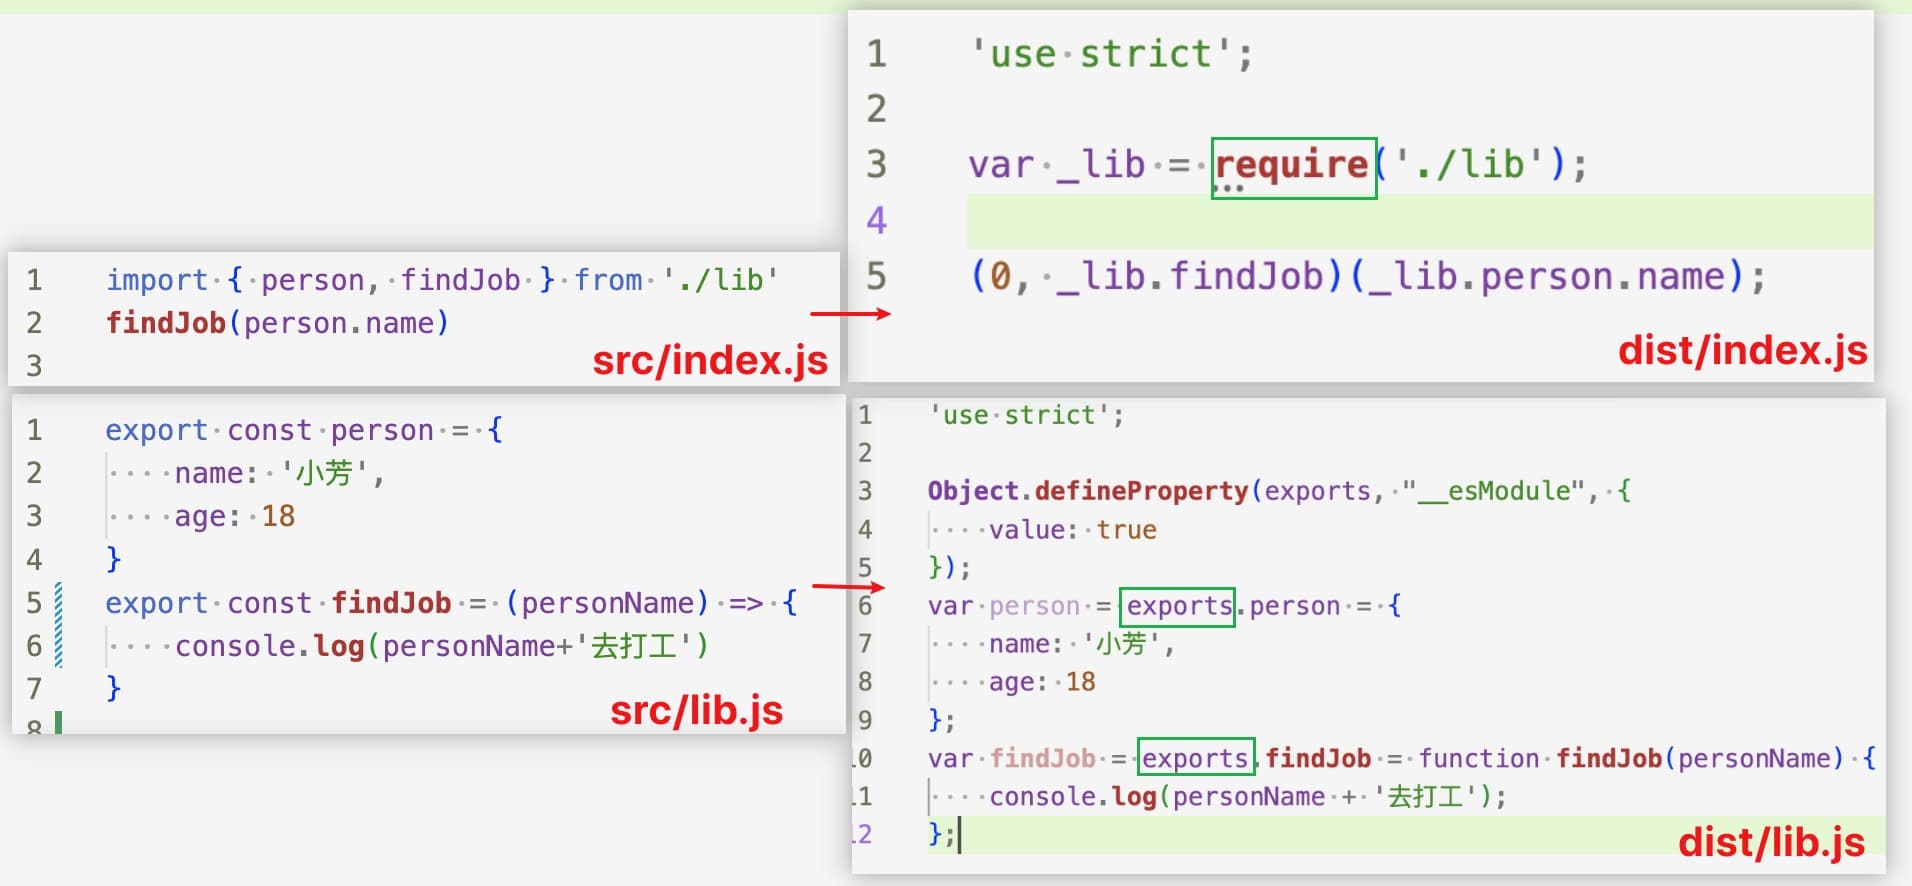 1 import { person, findJob } from './lib'
2 findJob(person.name)
3
src/index.js
1 'use strict';
2
3 var _lib = require('./lib');
4
5 (0, _lib.findJob)(_lib.person.name);
dist/index.js
1 export const person = {
2 name: '小芳',
3 age: 18
4 }
5 export const findJob = (personName) => {
6 console.log(personName+'去打工')
7 }
8
src/lib.js
1 'use strict';
2
3 Object.defineProperty(exports, "__esModule", {
4 value: true
5 });
6 var person = exports.person = {
7 name: '小芳',
8 age: 18
9 };
10 var findJob = exports.findJob = function findJob(personName) {
11 console.log(personName + '去打工');
12 };
dist/lib.js